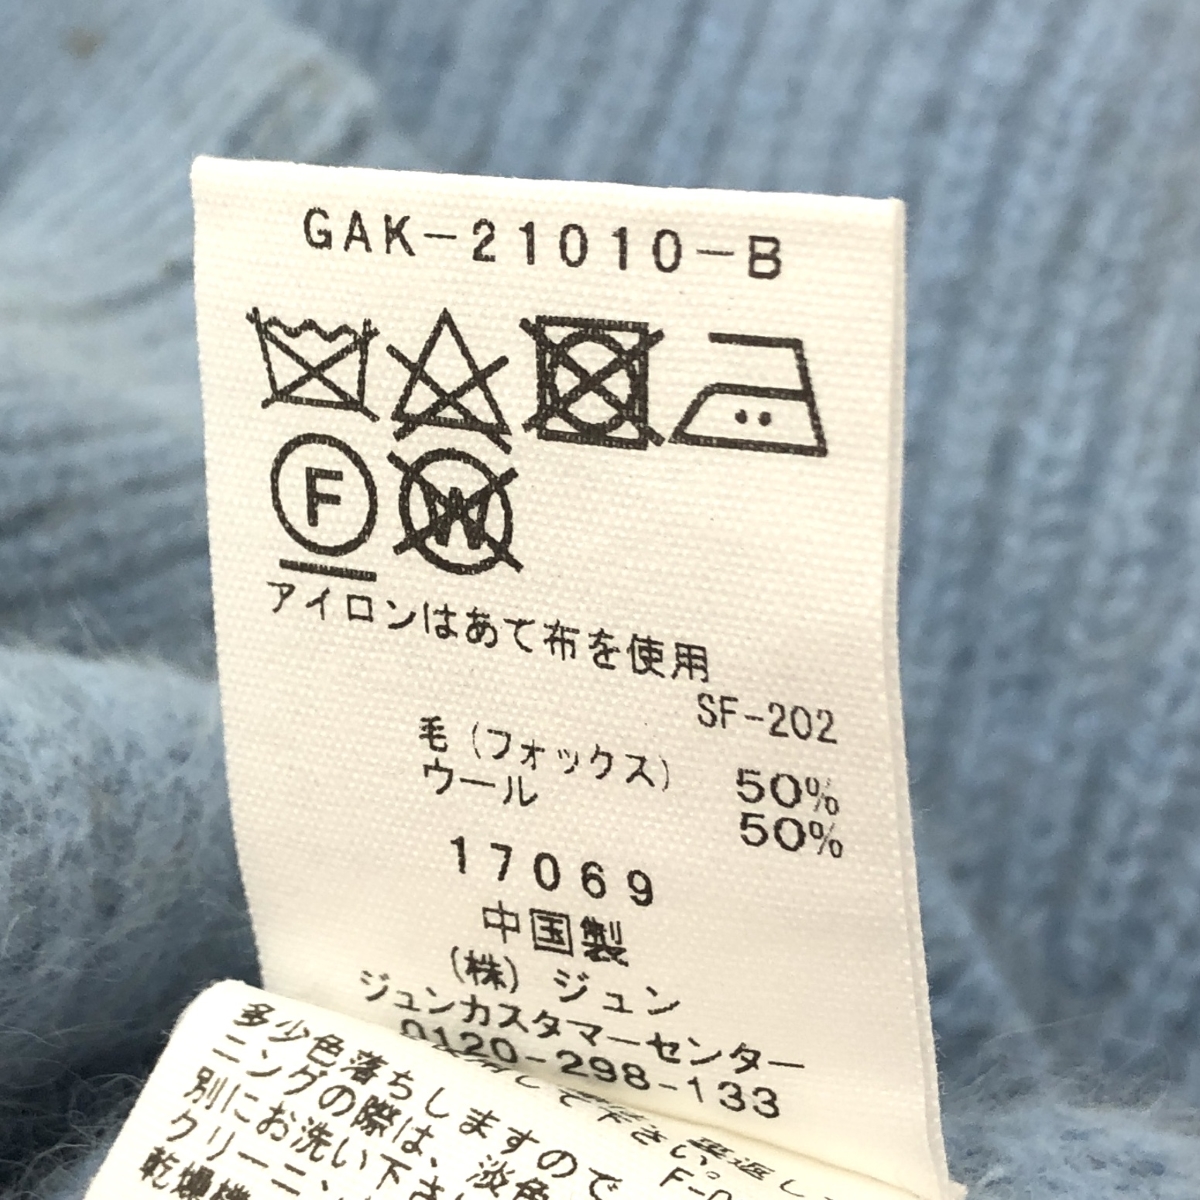 GAK-21010-B
F W
アイロンはあて布を使用
SF-202
毛(フォックス) 50%
ウール 50%
17069
中国製
(株)ジュン
ジュンカスタマーセンター
0120-298-133
多少色落ちしますので
ニングの際は、淡色
別にお洗い下さ
クリーニ
乾燥機